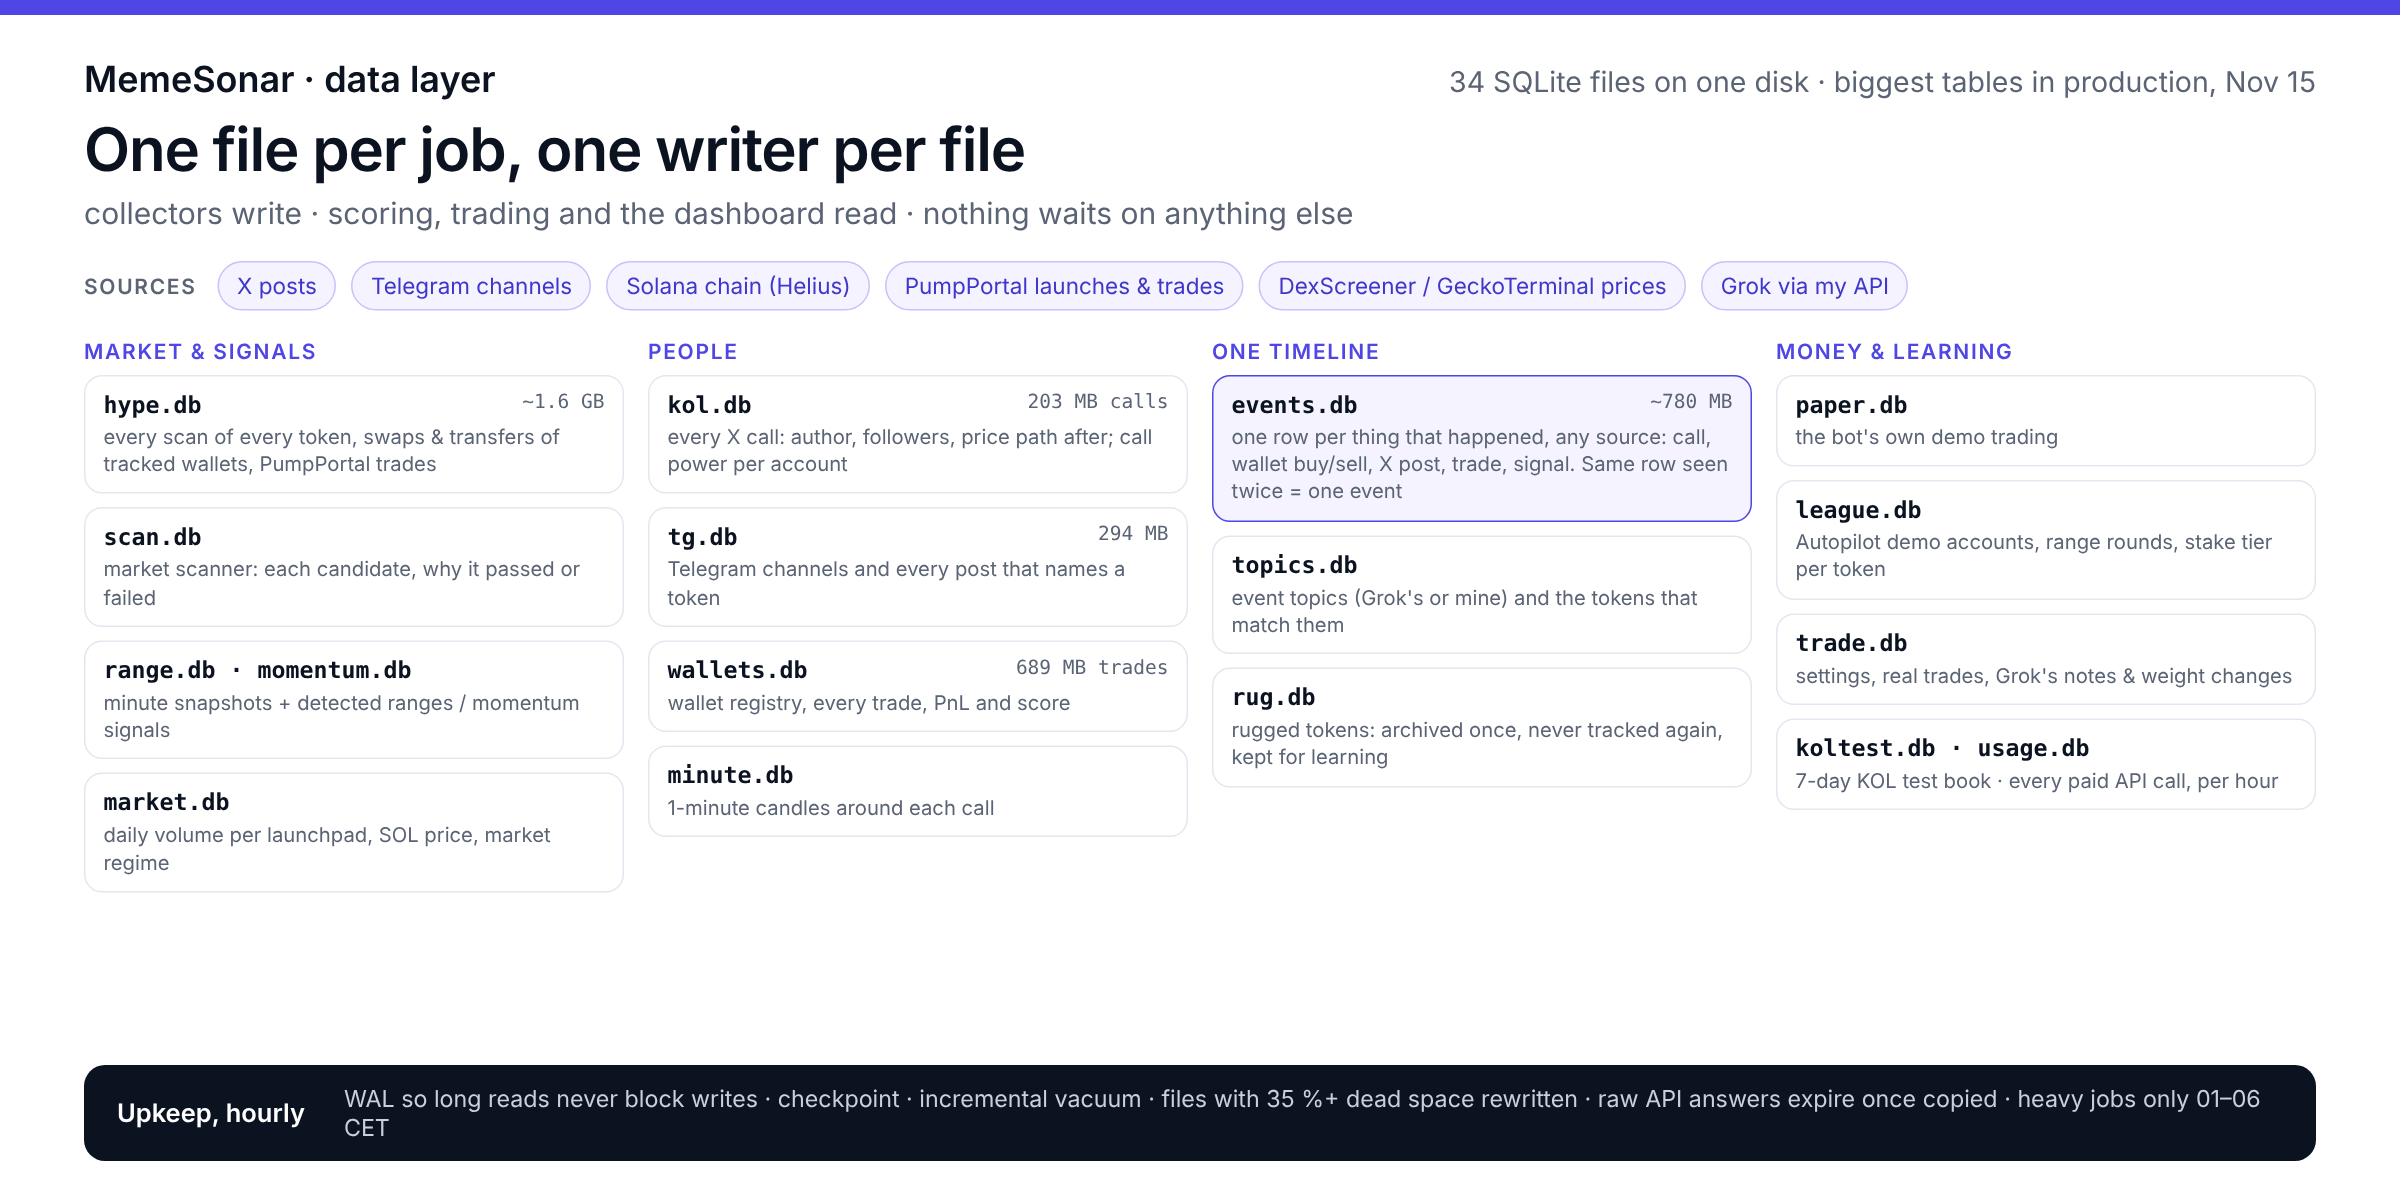 MemeSonar · data layer
34 SQLite files on one disk · biggest tables in production, Nov 15
One file per job, one writer per file
collectors write · scoring, trading and the dashboard read · nothing waits on anything else
SOURCES
X posts
Telegram channels
Solana chain (Helius)
PumpPortal launches & trades
DexScreener / GeckoTerminal prices
Grok via my API
MARKET & SIGNALS
hype.db
~1.6 GB
every scan of every token, swaps & transfers of
tracked wallets, PumpPortal trades
scan.db
market scanner: each candidate, why it passed or
failed
range.db · momentum.db
minute snapshots + detected ranges / momentum
signals
market.db
daily volume per launchpad, SOL price, market
regime
PEOPLE
kol.db
203 MB calls
every X call: author, followers, price path after; call
power per account
tg.db
294 MB
Telegram channels and every post that names a
token
wallets.db
689 MB trades
wallet registry, every trade, PnL and score
minute.db
1-minute candles around each call
ONE TIMELINE
events.db
~780 MB
one row per thing that happened, any source: call,
wallet buy/sell, X post, trade, signal. Same row seen
twice = one event
topics.db
event topics (Grok's or mine) and the tokens that
match them
rug.db
rugged tokens: archived once, never tracked again,
kept for learning
MONEY & LEARNING
paper.db
the bot's own demo trading
league.db
Autopilot demo accounts, range rounds, stake tier
per token
trade.db
settings, real trades, Grok's notes & weight changes
koltest.db · usage.db
7-day KOL test book · every paid API call, per hour
Upkeep, hourly
WAL so long reads never block writes · checkpoint · incremental vacuum · files with 35 %+ dead space rewritten · raw API answers expire once copied · heavy jobs only 01–06
CET